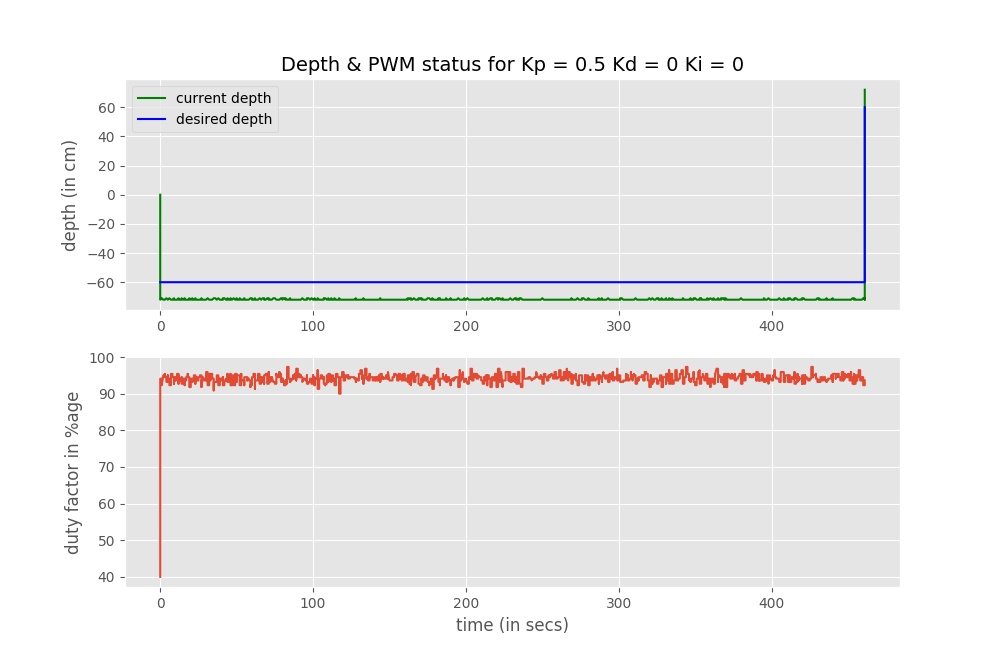 Depth & PWM status for Kp = 0.5 Kd = 0 Ki = 0
current depth
desired depth
depth (in cm)
60
40
20
0
−20
−40
−60
0 100 200 300 400
duty factor in %age
100
90
80
70
60
50
40
0 100 200 300 400
time (in secs)